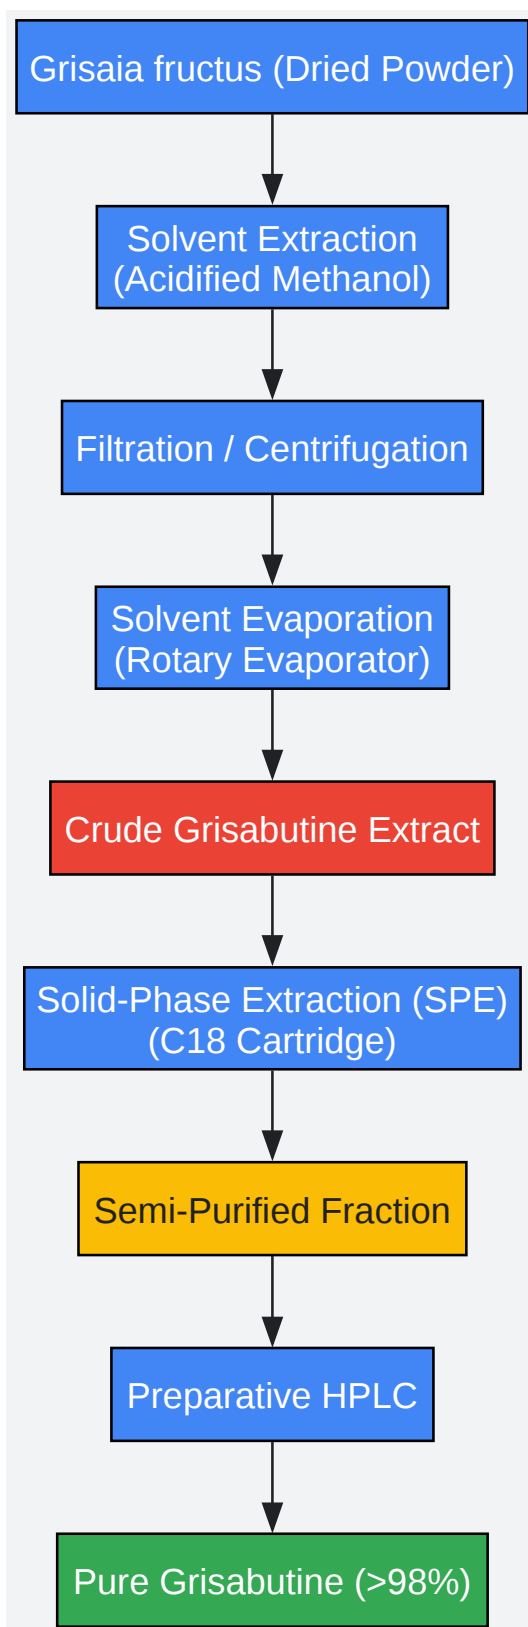 Grisaia fructus (Dried Powder)
Solvent Extraction
(Acidified Methanol)
Filtration / Centrifugation
Solvent Evaporation
(Rotary Evaporator)
Crude Grisabutine Extract
Solid-Phase Extraction (SPE)
(C18 Cartridge)
Semi-Purified Fraction
Preparative HPLC
Pure Grisabutine (>98%)